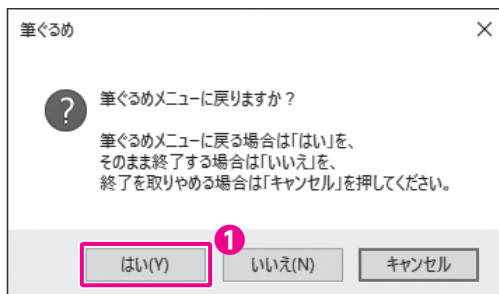 筆ぐるめ
筆ぐるめメニューに戻りますか？
筆ぐるめメニューに戻る場合は「はい」を、
そのまま終了する場合は「いいえ」を、
終了を取りやめる場合は「キャンセル」を押してください。
1
はい(Y) いいえ(N) キャンセル